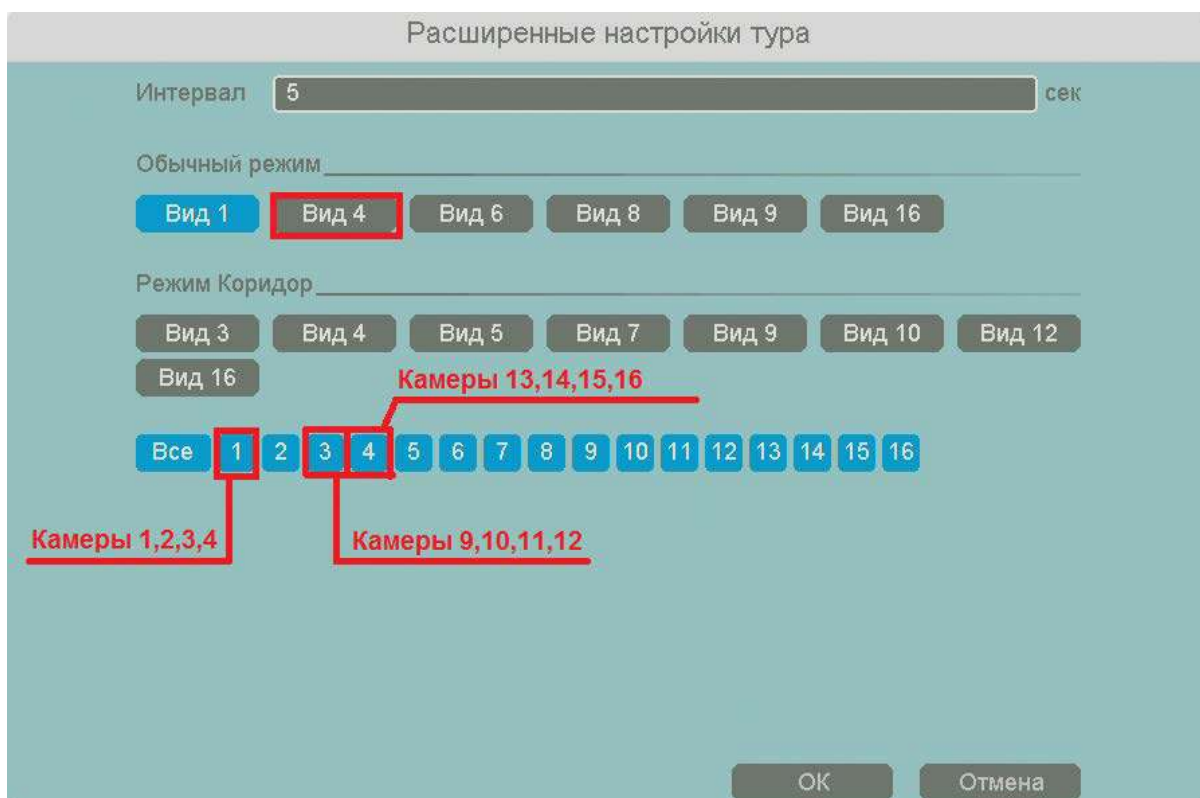 Расширенные настройки тура
Интервал 5 сек
Обычный режим
Вид 1 Вид 4 Вид 6 Вид 8 Вид 9 Вид 16
Режим Коридор
Вид 3 Вид 4 Вид 5 Вид 7 Вид 9 Вид 10 Вид 12
Вид 16
Камеры 13,14,15,16
Все 1 2 3 4 5 6 7 8 9 10 11 12 13 14 15 16
Камеры 1,2,3,4 Камеры 9,10,11,12
ОК Отмена